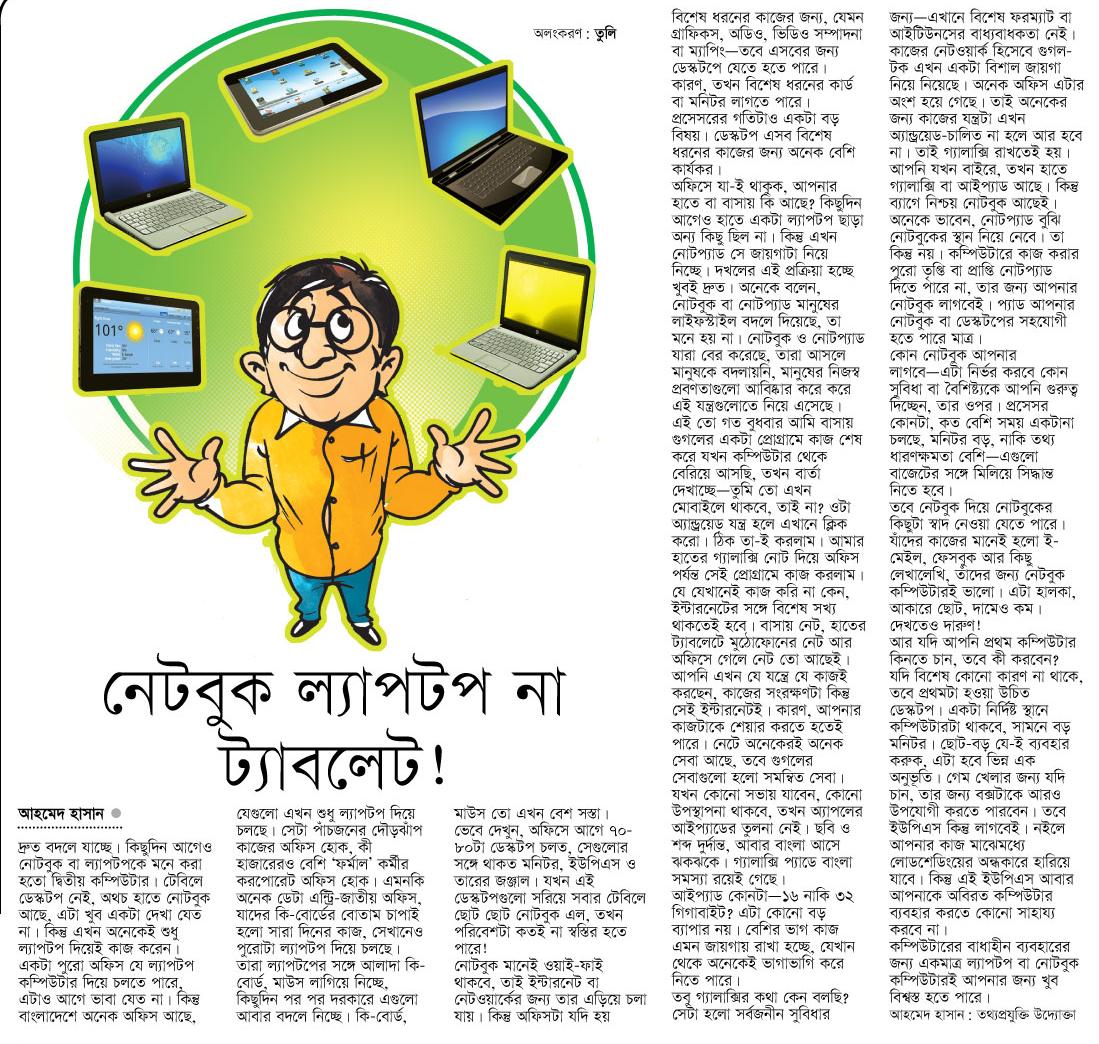 অলংকরণ : তুলি
নেটবুক ল্যাপটপ না
ট্যাবলেট!
আহমেদ হাসান
দ্রুত বদলে যাচ্ছে। কিছুদিন আগেও
নোটবুক বা ল্যাপটপকে মনে করা
হতো দ্বিতীয় কম্পিউটার। টেবিলে
ডেস্কটপ নেই, অথচ হাতে নোটবুক
আছে, এটা খুব একটা দেখা যেত
না। কিন্তু এখন অনেকেই শুধু
ল্যাপটপ দিয়েই কাজ করেন।
একটা পুরো অফিস যে ল্যাপটপ
কম্পিউটার দিয়ে চলতে পারে,
এটাও আগে ভাবা যেত না। কিন্তু
বাংলাদেশে অনেক অফিস আছে,
যেগুলো এখন শুধু ল্যাপটপ দিয়ে
চলছে। সেটা পাঁচজনের দৌড়ঝাঁপ
কাজের অফিস হোক, কী
হাজারেরও বেশি ‘ফর্মাল’ কর্মীর
করপোরেট অফিস হোক। এমনকি
অনেক ডেটা এন্ট্রি-জাতীয় অফিস,
যাদের কি-বোর্ডের বোতাম চাপাই
হলো সারা দিনের কাজ, সেখানেও
পুরোটা ল্যাপটপ দিয়ে চলছে।
তারা ল্যাপটপের সঙ্গে আলাদা কি-
বোর্ড, মাউস লাগিয়ে নিচ্ছে,
কিছুদিন পর পর দরকারে এগুলো
আবার বদলে নিচ্ছে। কি-বোর্ড,
মাউস তো এখন বেশ সস্তা।
ভেবে দেখুন, অফিসে আগে ৭০-
৮০টা ডেস্কটপ চলত, সেগুলোর
সঙ্গে থাকত মনিটর, ইউপিএস ও
তারের জঞ্জাল। যখন এই
ডেস্কটপগুলো সরিয়ে সবার টেবিলে
ছোট ছোট নোটবুক এল, তখন
পরিবেশটা কতই না স্বস্তির হতে
পারে!
নোটবুক মানেই ওয়াই-ফাই
থাকবে, তাই ইন্টারনেট বা
নেটওয়ার্কের জন্য তার এড়িয়ে চলা
যায়। কিন্তু অফিসটা যদি হয়
বিশেষ ধরনের কাজের জন্য, যেমন
গ্রাফিকস, অডিও, ভিডিও সম্পাদনা
বা ম্যাপিং—তবে এসবের জন্য
ডেস্কটপে যেতে হতে পারে।
কারণ, তখন বিশেষ ধরনের কার্ড
বা মনিটর লাগতে পারে।
প্রসেসরের গতিটাও একটা বড়
বিষয়। ডেস্কটপ এসব বিশেষ
ধরনের কাজের জন্য অনেক বেশি
কার্যকর।
অফিসে যা-ই থাকুক, আপনার
হাতে বা বাসায় কি আছে? কিছুদিন
আগেও হাতে একটা ল্যাপটপ ছাড়া
অন্য কিছু ছিল না। কিন্তু এখন
নোটপ্যাড সে জায়গাটা নিয়ে
নিচ্ছে। দখলের এই প্রক্রিয়া হচ্ছে
খুবই দ্রুত। অনেকে বলেন,
নোটবুক বা নোটপ্যাড মানুষের
লাইফস্টাইল বদলে দিয়েছে, তা
মনে হয় না। নোটবুক ও নোটপ্যাড
যারা বের করেছে, তারা আসলে
মানুষকে বদলায়নি, মানুষের নিজস্ব
প্রবণতাগুলো আবিষ্কার করে করে
এই যন্ত্রগুলোতে নিয়ে এসেছে।
এই তো গত বুধবার আমি বাসায়
গুগলের একটা প্রোগ্রামে কাজ শেষ
করে যখন কম্পিউটার থেকে
বেরিয়ে আসছি, তখন বার্তা
দেখাচ্ছে—তুমি তো এখন
মোবাইলে থাকবে, তাই না? ওটা
অ্যান্ড্রয়েড যন্ত্র হলে এখানে ক্লিক
করো। ঠিক তা-ই করলাম। আমার
হাতের গ্যালাক্সি নোট দিয়ে অফিস
পর্যন্ত সেই প্রোগ্রামে কাজ করলাম।
যে যেখানেই কাজ করি না কেন,
ইন্টারনেটের সঙ্গে বিশেষ সখ্য
থাকতেই হবে। বাসায় নেট, হাতের
ট্যাবলেটে মুঠোফোনের নেট আর
অফিসে গেলে নেট তো আছেই।
আপনি এখন যে যন্ত্রে যে কাজই
করছেন, কাজের সংরক্ষণটা কিন্তু
সেই ইন্টারনেটই। কারণ, আপনার
কাজটাকে শেয়ার করতে হতেই
পারে। নেটে অনেকেরই অনেক
সেবা আছে, তবে গুগলের
সেবাগুলো হলো সমন্বিত সেবা।
যখন কোনো সভায় যাবেন, কোনো
উপস্থাপনা থাকবে, তখন অ্যাপলের
আইপ্যাডের তুলনা নেই। ছবি ও
শব্দ দুর্দান্ত, আবার বাংলা আসে
ঝকঝকে। গ্যালাক্সি প্যাডে বাংলা
সমস্যা রয়েই গেছে।
আইপ্যাড কোনটা—১৬ নাকি ৩২
গিগাবাইট? এটা কোনো বড়
ব্যাপার নয়। বেশির ভাগ কাজ
এমন জায়গায় রাখা হচ্ছে, যেখান
থেকে অনেকেই ভাগাভাগি করে
নিতে পারে।
তবু গ্যালাক্সির কথা কেন বলছি?
সেটা হলো সর্বজনীন সুবিধার
জন্য—এখানে বিশেষ ফরম্যাট বা
আইটিউনসের বাধ্যবাধকতা নেই।
কাজের নেটওয়ার্ক হিসেবে গুগল-
টক এখন একটা বিশাল জায়গা
নিয়ে নিয়েছে। অনেক অফিস এটার
অংশ হয়ে গেছে। তাই অনেকের
জন্য কাজের যন্ত্রটা এখন
অ্যান্ড্রয়েড-চালিত না হলে আর হবে
না। তাই গ্যালাক্সি রাখতেই হয়।
আপনি যখন বাইরে, তখন হাতে
গ্যালাক্সি বা আইপ্যাড আছে। কিন্তু
ব্যাগে নিশ্চয় নোটবুক আছেই।
অনেকে ভাবেন, নোটপ্যাড বুঝি
নোটবুকের স্থান নিয়ে নেবে। তা
কিন্তু নয়। কম্পিউটারে কাজ করার
পুরো তৃপ্তি বা প্রাপ্তি নোটপ্যাড
দিতে পারে না, তার জন্য আপনার
নোটবুক লাগবেই। প্যাড আপনার
নোটবুক বা ডেস্কটপের সহযোগী
হতে পারে মাত্র।
কোন নোটবুক আপনার
লাগবে—এটা নির্ভর করবে কোন
সুবিধা বা বৈশিষ্ট্যকে আপনি গুরুত্ব
দিচ্ছেন, তার ওপর। প্রসেসর
কোনটা, কত বেশি সময় একটানা
চলছে, মনিটর বড়, নাকি তথ্য
ধারণক্ষমতা বেশি—এগুলো
বাজেটের সঙ্গে মিলিয়ে সিদ্ধান্ত
নিতে হবে।
তবে নেটবুক দিয়ে নোটবুকের
কিছুটা স্বাদ নেওয়া যেতে পারে।
যাঁদের কাজের মানেই হলো ই-
মেইল, ফেসবুক আর কিছু
লেখালেখি, তাঁদের জন্য নেটবুক
কম্পিউটারই ভালো। এটা হালকা,
আকারে ছোট, দামেও কম।
দেখতেও দারুণ!
আর যদি আপনি প্রথম কম্পিউটার
কিনতে চান, তবে কী করবেন?
যদি বিশেষ কোনো কারণ না থাকে,
তবে প্রথমটা হওয়া উচিত
ডেস্কটপ। একটা নির্দিষ্ট স্থানে
কম্পিউটারটা থাকবে, সামনে বড়
মনিটর। ছোট-বড় যে-ই ব্যবহার
করুক, এটা হবে ভিন্ন এক
অনুভূতি। গেম খেলার জন্য যদি
চান, তার জন্য বক্সটাকে আরও
উপযোগী করতে পারবেন। তবে
ইউপিএস কিন্তু লাগবেই। নইলে
আপনার কাজ মাঝেমধ্যে
লোডশেডিংয়ের অন্ধকারে হারিয়ে
যাবে। কিন্তু এই ইউপিএস আবার
আপনাকে অবিরত কম্পিউটার
ব্যবহার করতে কোনো সাহায্য
করবে না।
কম্পিউটারের বাধাহীন ব্যবহারের
জন্য একমাত্র ল্যাপটপ বা নোটবুক
কম্পিউটারই আপনার জন্য খুব
বিশ্বস্ত হতে পারে।
আহমেদ হাসান : তথ্যপ্রযুক্তি উদ্যোক্তা
101°